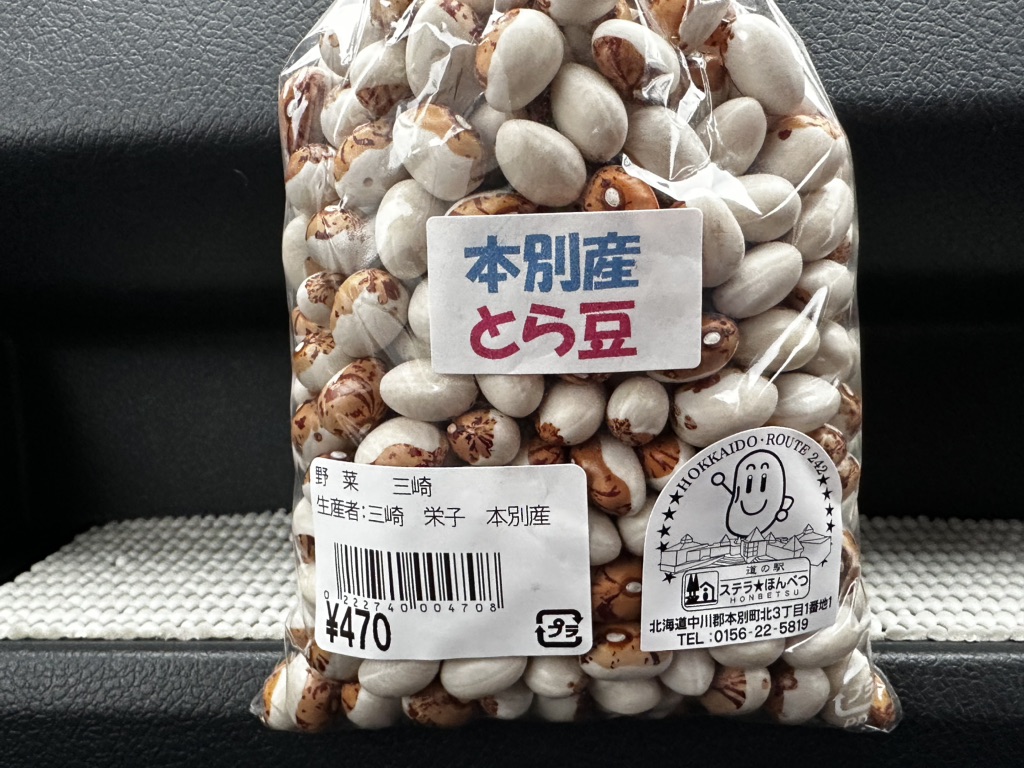 本別産
とら豆
野 菜 三崎
生産者:三崎 栄子 本別産
0 222740 004708
¥470
プラ
★★★★★HOKKAIDO・ROUTE 242★★★★★
道の駅
ステラ★ほんべつ
HONBETSU
北海道中川郡本別町北3丁目1番地1
TEL:0156-22-5819
プラ
PP